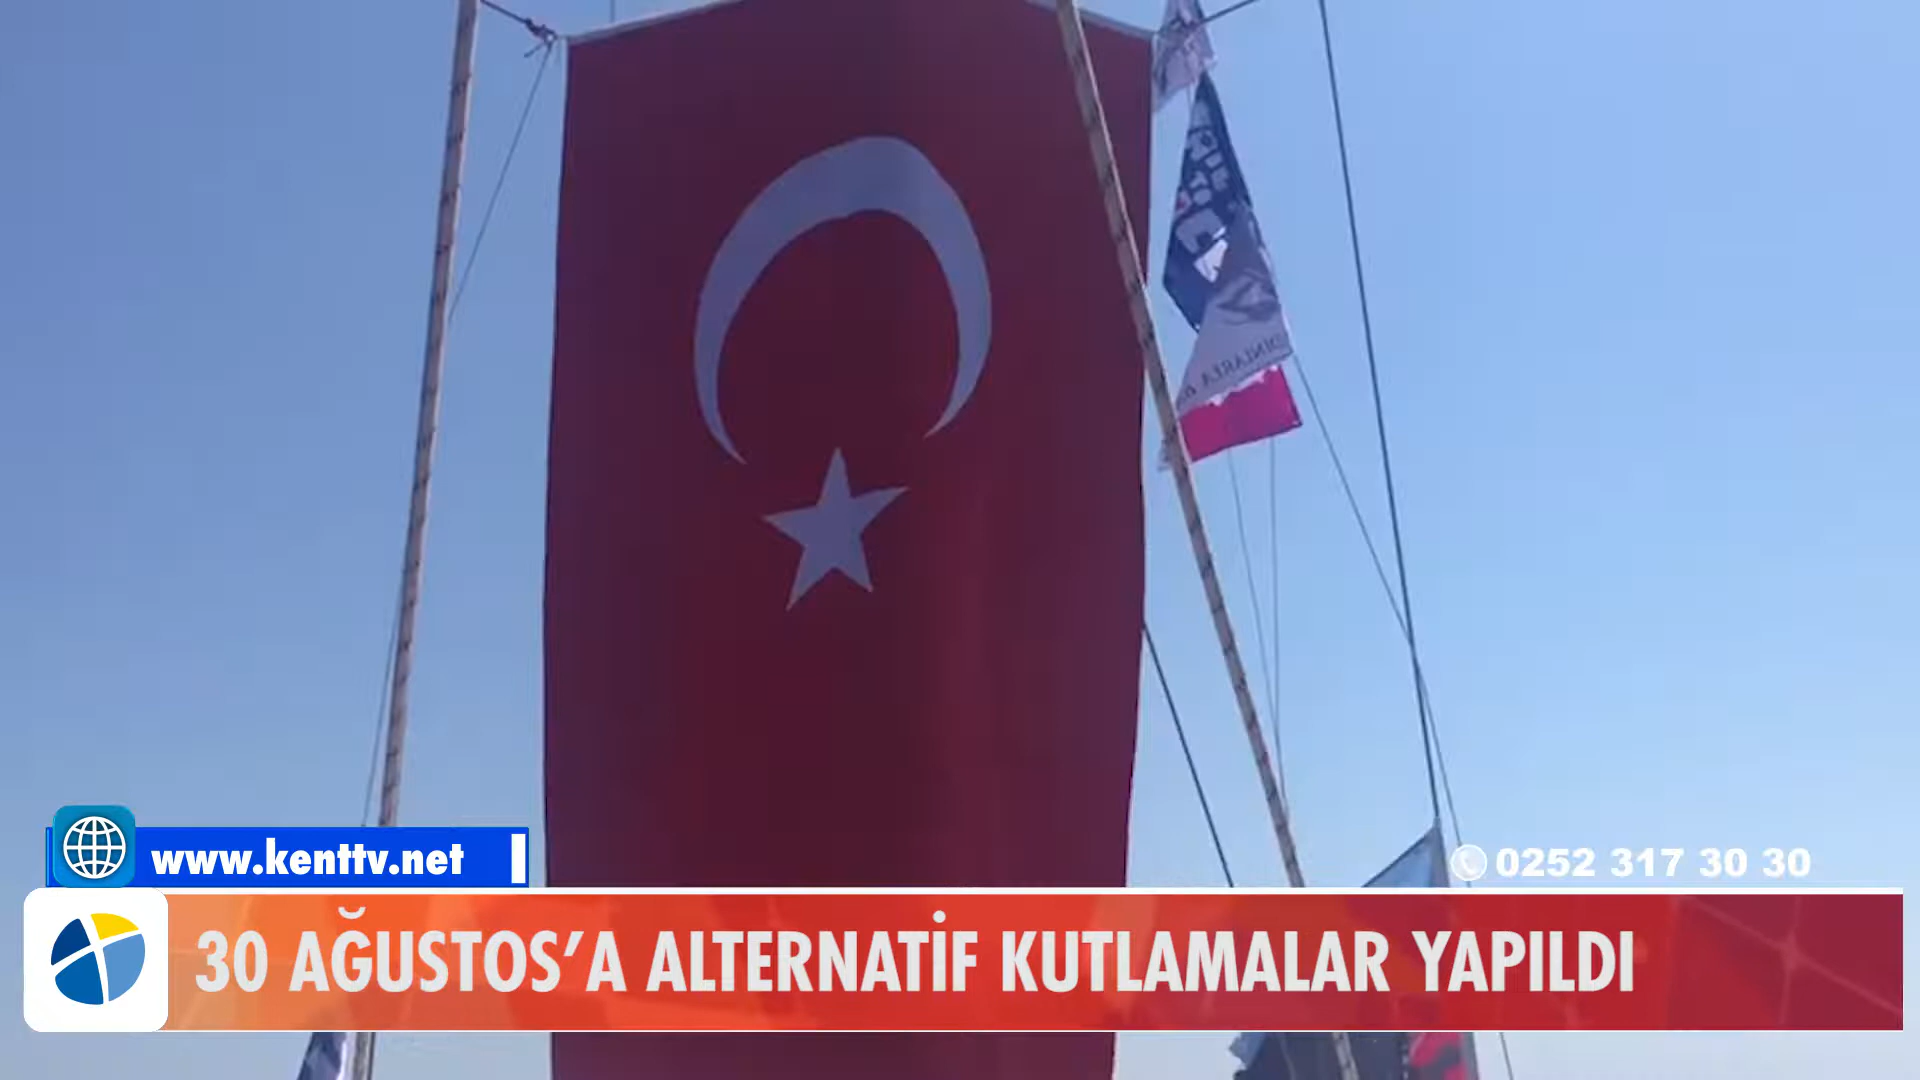 www.kenttv.net
0252 317 30 30
30 AĞUSTOS’A ALTERNATİF KUTLAMALAR YAPILDI